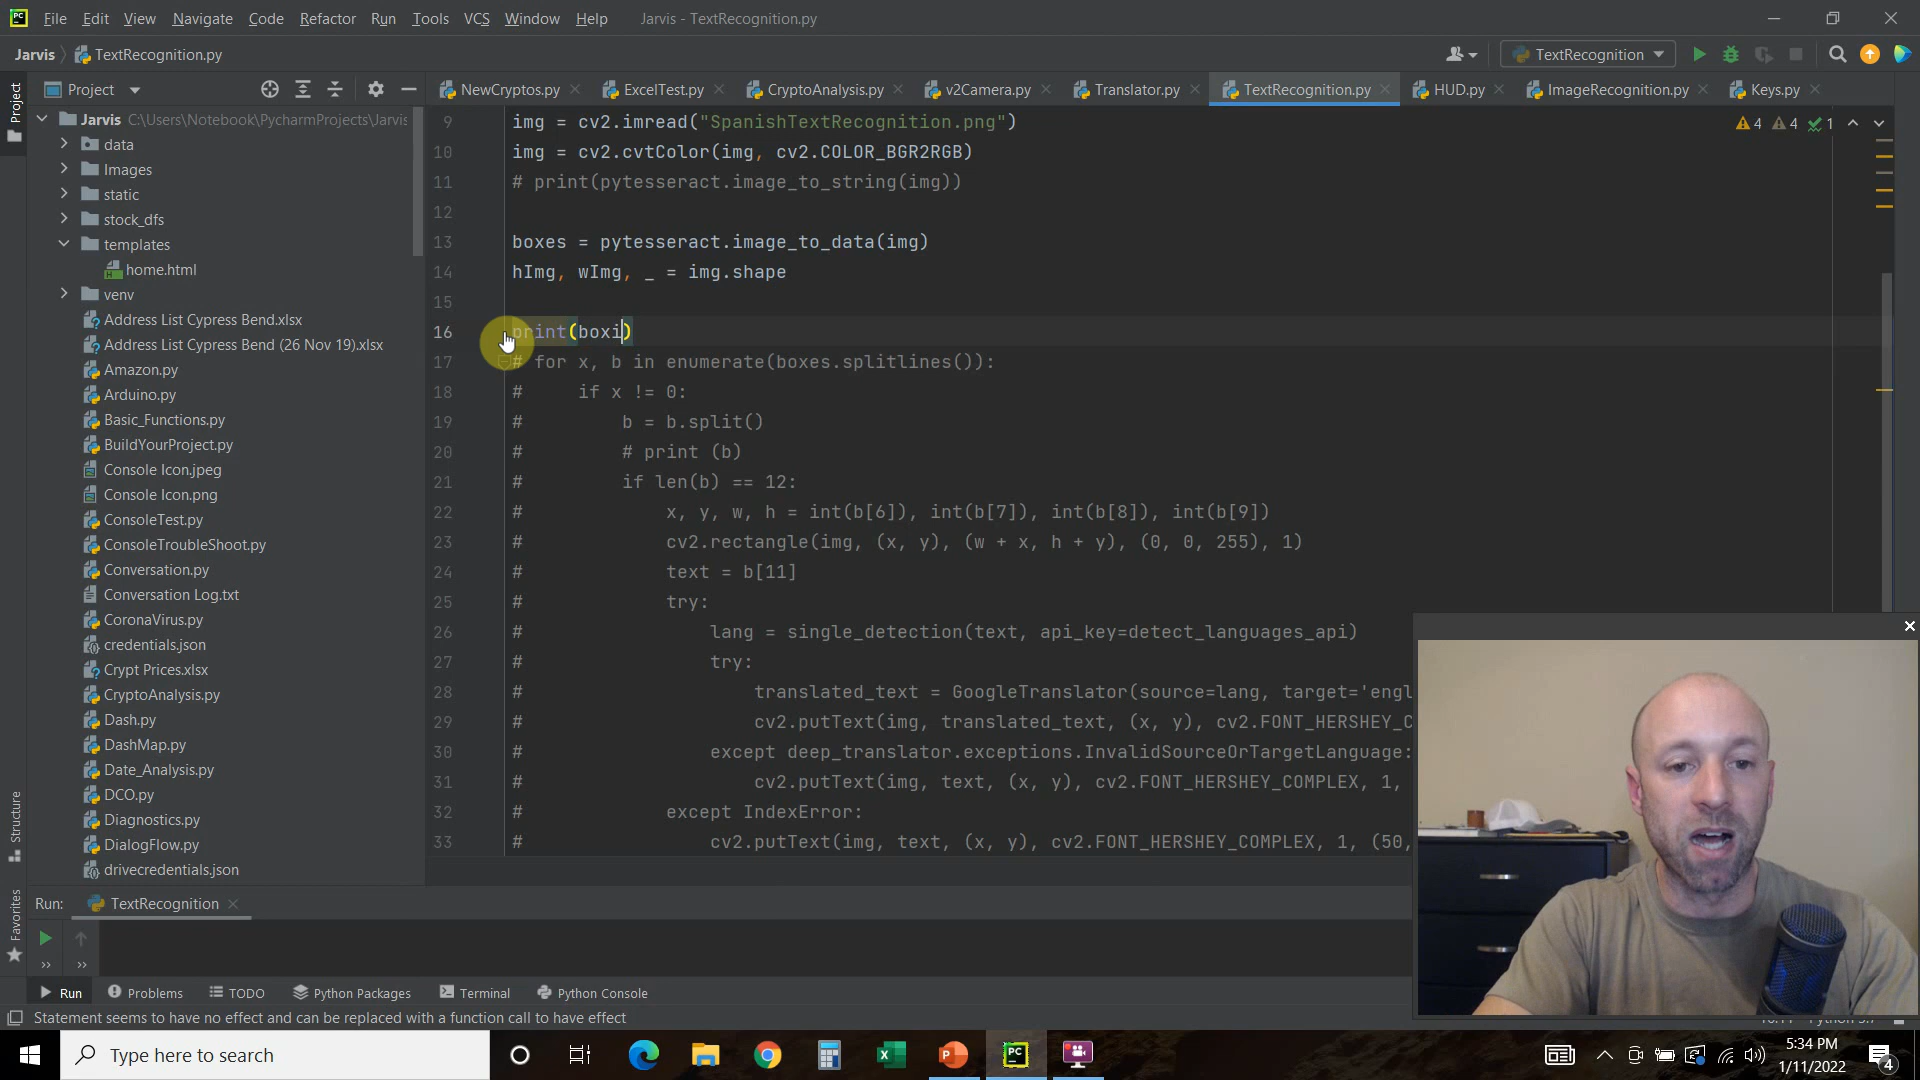 PC File Edit View Navigate Code Refactor Run Tools VCS Window Help Jarvis - TextRecognition.py
Jarvis TextRecognition.py TextRecognition
Project NewCryptos.py ExcelTest.py CryptoAnalysis.py v2Camera.py Translator.py TextRecognition.py HUD.py ImageRecognition.py Keys.py
Project
Jarvis C:\Users\Notebook\PycharmProjects\Jarvis
data
Images
static
stock_dfs
templates
home.html
venv
Address List Cypress Bend.xlsx
Address List Cypress Bend (26 Nov 19).xlsx
Amazon.py
Arduino.py
Basic_Functions.py
BuildYourProject.py
Console Icon.jpeg
Console Icon.png
ConsoleTest.py
ConsoleTroubleShoot.py
Conversation.py
Conversation Log.txt
CoronaVirus.py
credentials.json
Crypt Prices.xlsx
CryptoAnalysis.py
Dash.py
DashMap.py
Date_Analysis.py
DCO.py
Diagnostics.py
DialogFlow.py
drivecredentials.json
4 4 1
9 img = cv2.imread("SpanishTextRecognition.png")
10 img = cv2.cvtColor(img, cv2.COLOR_BGR2RGB)
11 # print(pytesseract.image_to_string(img))
12
13 boxes = pytesseract.image_to_data(img)
14 hImg, wImg, _ = img.shape
15
16 print(boxi)
17 # for x, b in enumerate(boxes.splitlines()):
18 # if x != 0:
19 # b = b.split()
20 # # print (b)
21 # if len(b) == 12:
22 # x, y, w, h = int(b[6]), int(b[7]), int(b[8]), int(b[9])
23 # cv2.rectangle(img, (x, y), (w + x, h + y), (0, 0, 255), 1)
24 # text = b[11]
25 # try:
26 # lang = single_detection(text, api_key=detect_languages_api)
27 # try:
28 # translated_text = GoogleTranslator(source=lang, target='engl
29 # cv2.putText(img, translated_text, (x, y), cv2.FONT_HERSHEY_C
30 # except deep_translator.exceptions.InvalidSourceOrTargetLanguage:
31 # cv2.putText(img, text, (x, y), cv2.FONT_HERSHEY_COMPLEX, 1,
32 # except IndexError:
33 # cv2.putText(img, text, (x, y), cv2.FONT_HERSHEY_COMPLEX, 1, (50,
Structure
Favorites
Run: TextRecognition
Run Problems TODO Python Packages Terminal Python Console
Statement seems to have no effect and can be replaced with a function call to have effect
Type here to search
PC
5:34 PM
1/11/2022
4